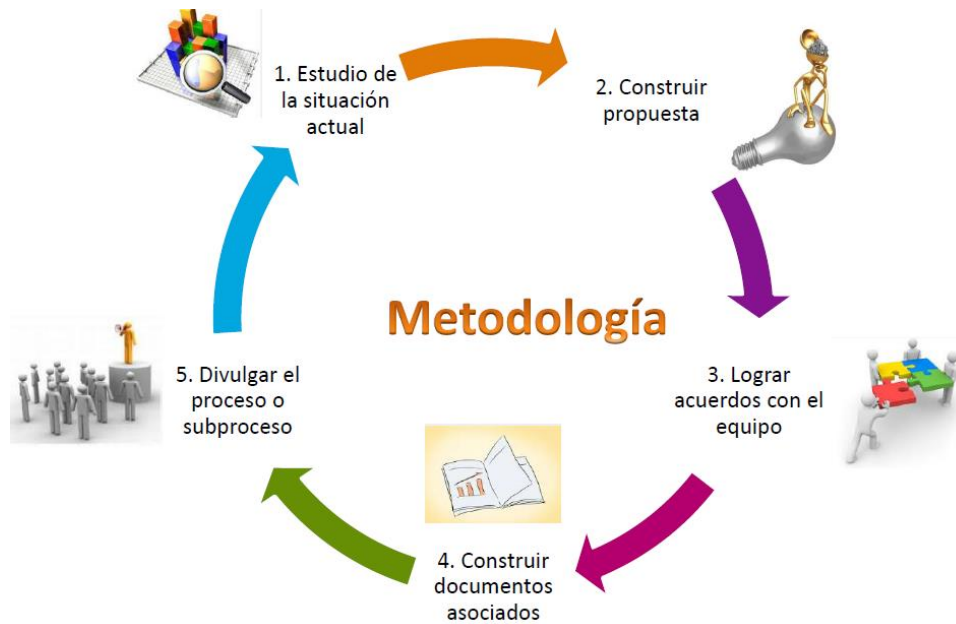 1. Estudio de
la situación
actual
2. Construir
propuesta
Metodología
3. Lograr
acuerdos con el
equipo
4. Construir
documentos
asociados
5. Divulgar el
proceso o
subproceso